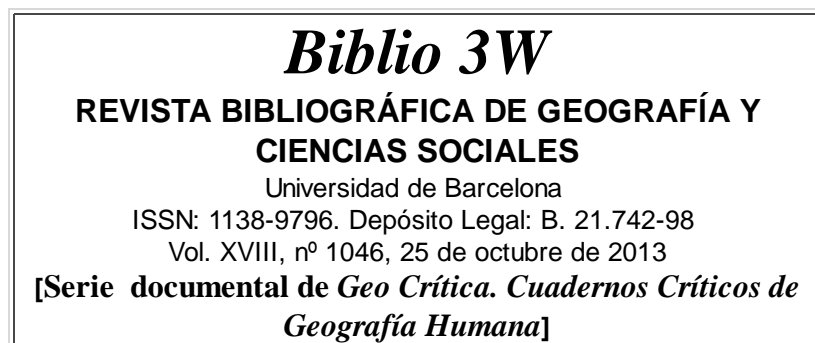 Biblio 3W
REVISTA BIBLIOGRÁFICA DE GEOGRAFÍA Y
CIENCIAS SOCIALES
Universidad de Barcelona
ISSN: 1138-9796. Depósito Legal: B. 21.742-98
Vol. XVIII, nº 1046, 25 de octubre de 2013
[Serie documental de Geo Crítica. Cuadernos Críticos de
Geografía Humana]